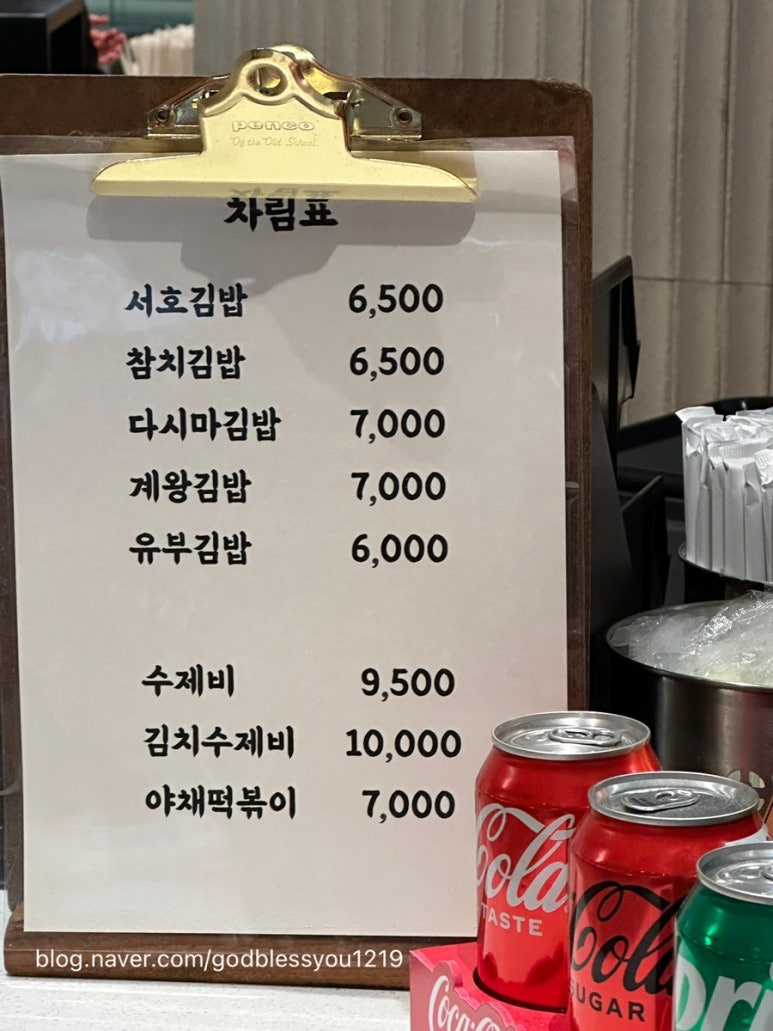 penco
"Of the Old School"
차림표
서호김밥 6,500
참치김밥 6,500
다시마김밥 7,000
계왕김밥 7,000
유부김밥 6,000
수제비 9,500
김치수제비 10,000
야채떡볶이 7,000
Cola
TASTE
Cola
SUGAR
Coca-Cola
blog.naver.com/godblessyou1219